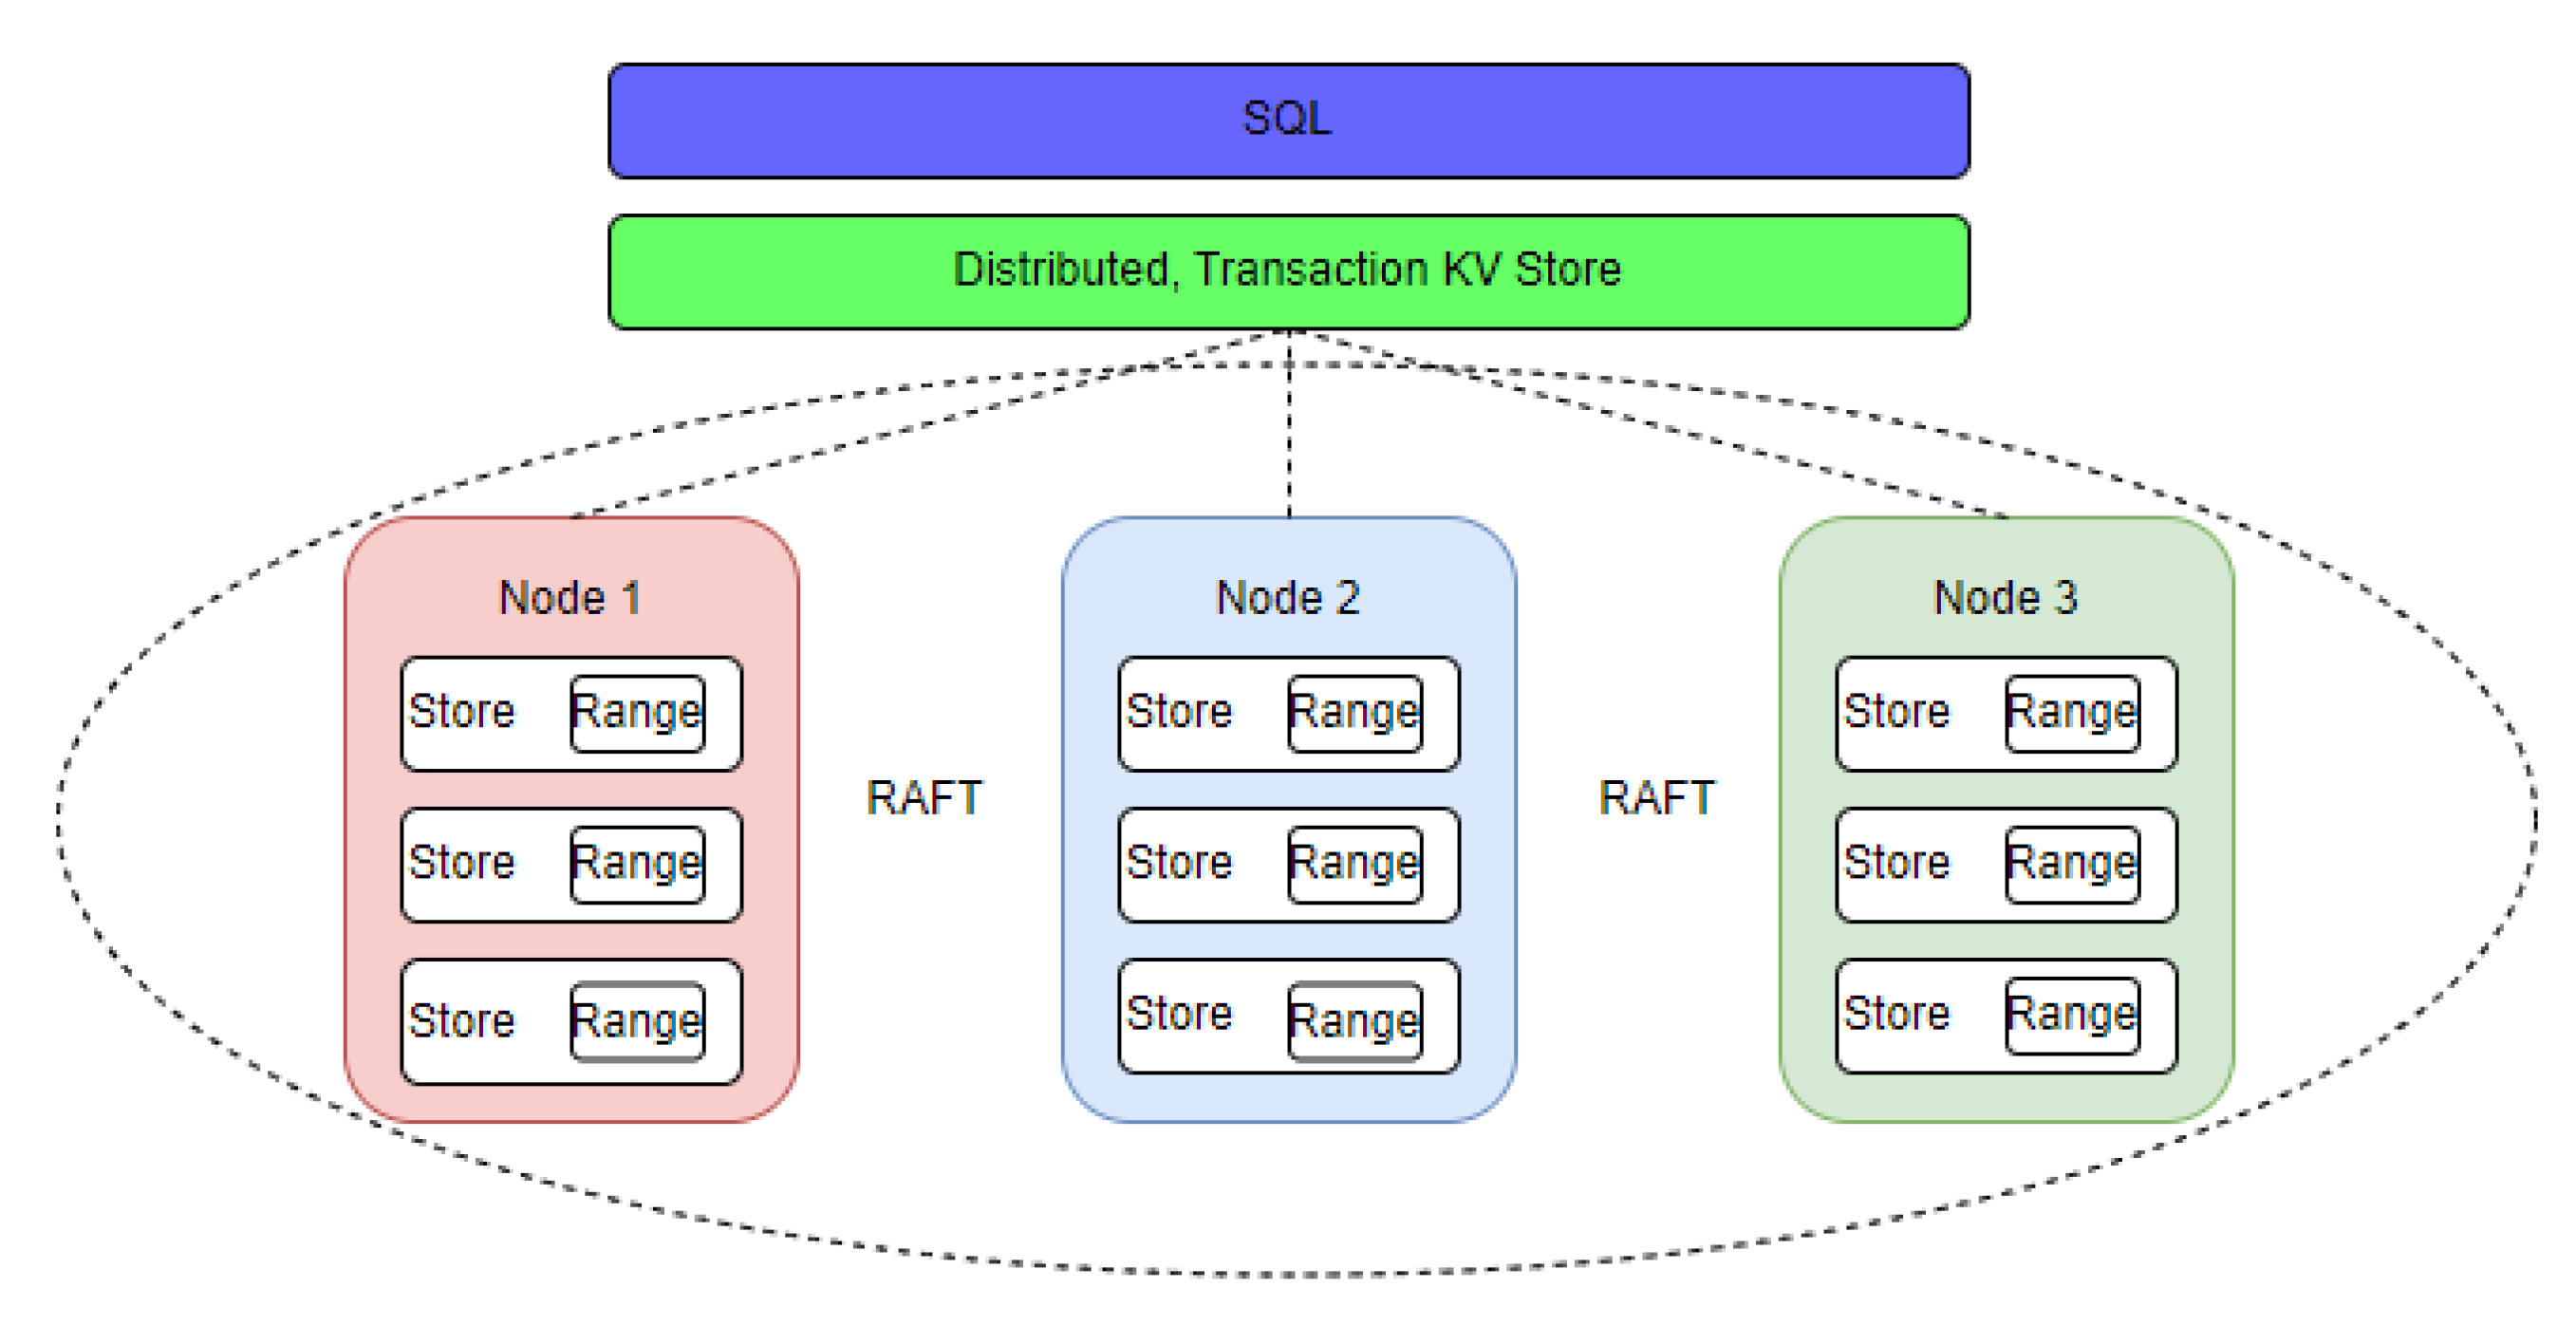 SQL
Distributed, Transaction KV Store
Node 1
Store Range
Store Range
Store Range
RAFT
Node 2
Store Range
Store Range
Store Range
RAFT
Node 3
Store Range
Store Range
Store Range